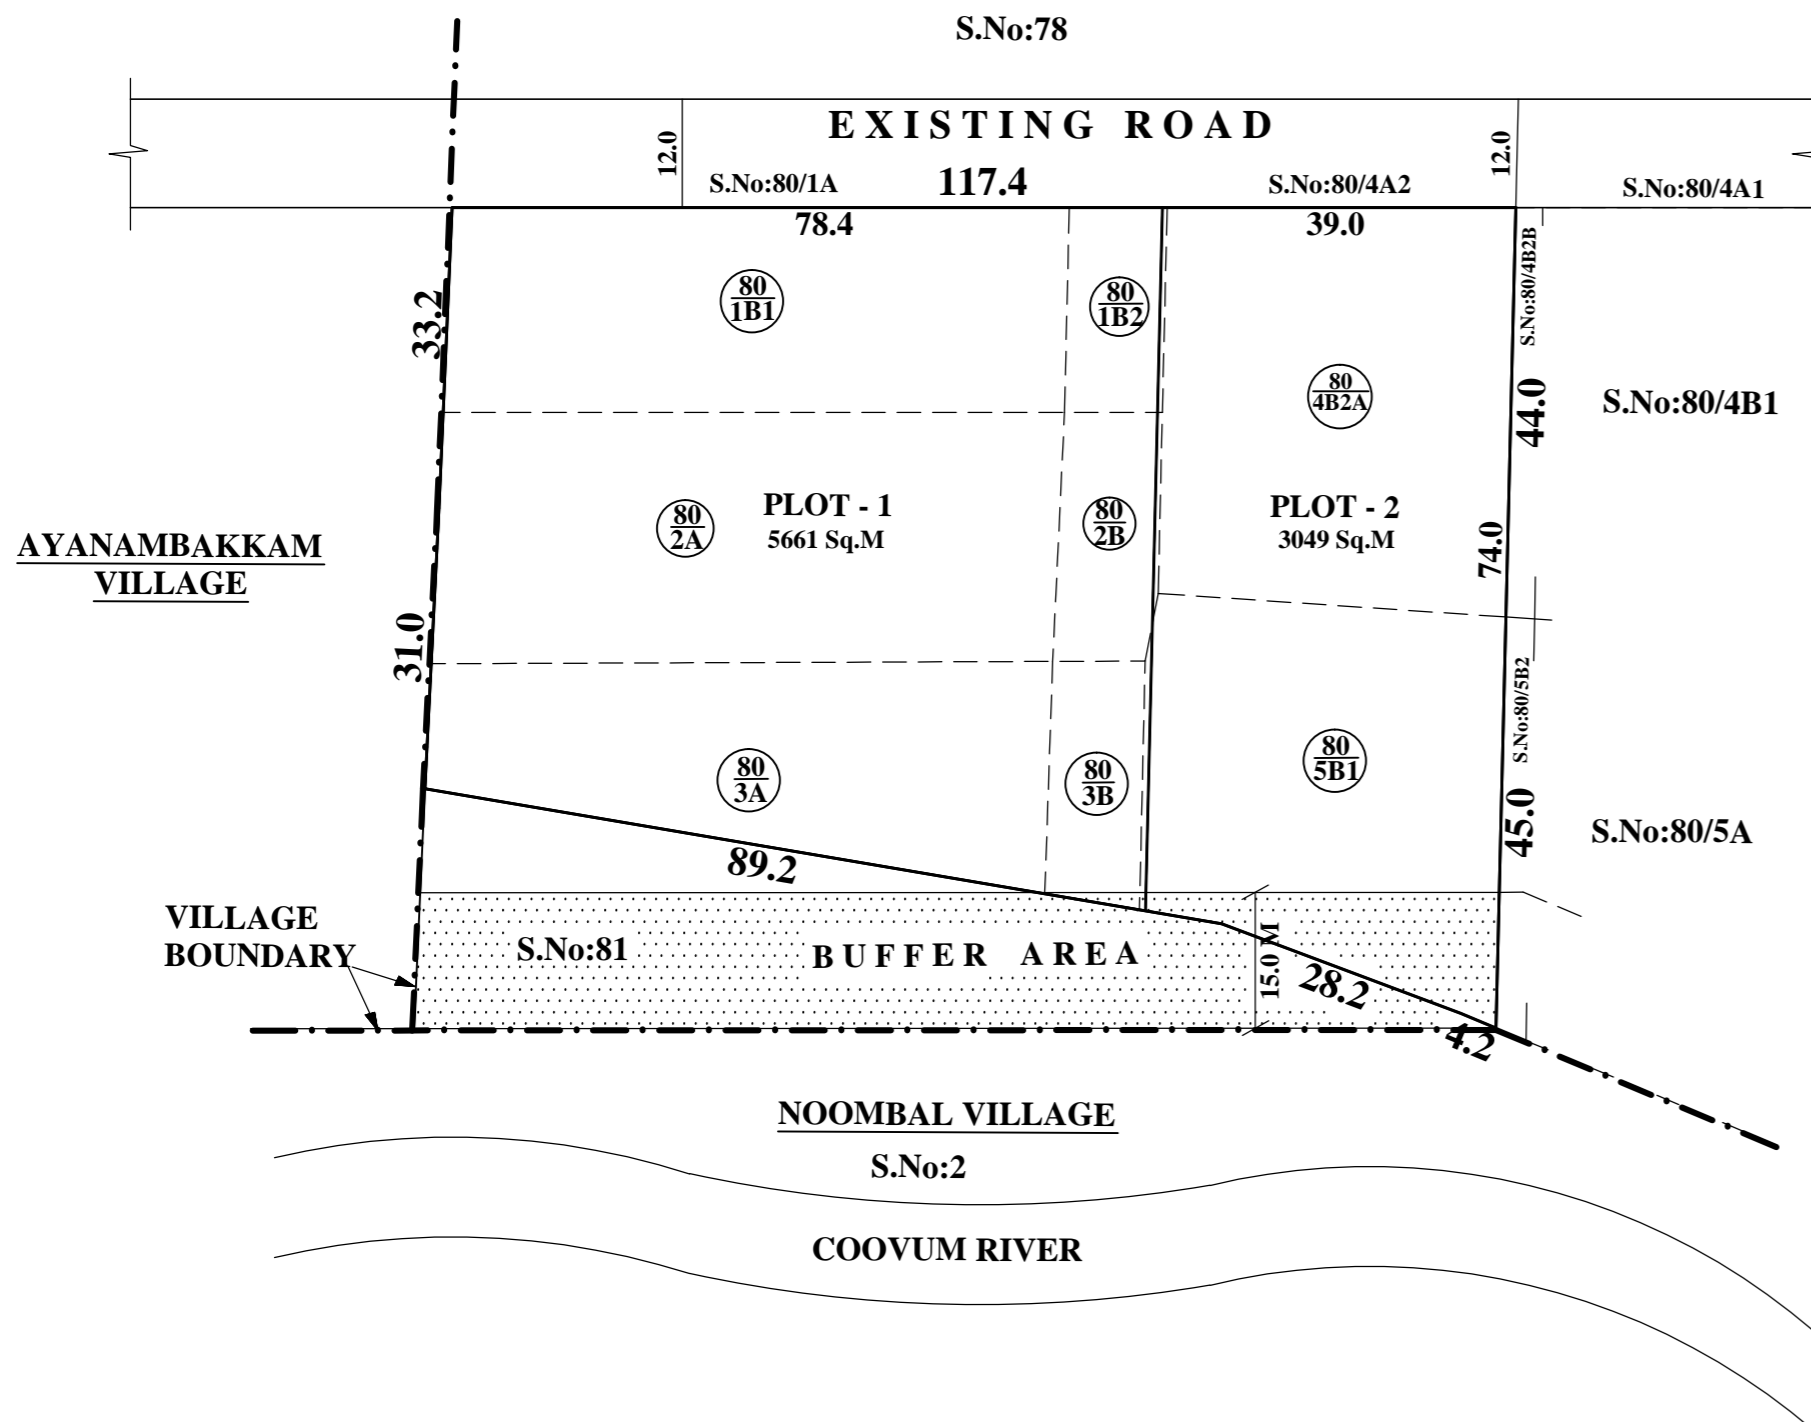 S.No:78
EXISTING ROAD
12.0
12.0
S.No:80/1A
117.4
S.No:80/4A2
S.No:80/4A1
78.4
39.0
33.2
80
1B1
80
1B2
S.No:80/4B2B
80
4B2A
44.0
S.No:80/4B1
PLOT - 1
5661 Sq.M
80
2A
80
2B
PLOT - 2
3049 Sq.M
74.0
AYANAMBAKKAM
VILLAGE
31.0
S.No:80/5B2
80
3A
80
3B
80
5B1
45.0
S.No:80/5A
89.2
VILLAGE
BOUNDARY
S.No:81
BUFFER AREA
15.0 M
28.2
4.2
NOOMBAL VILLAGE
S.No:2
COOVUM RIVER